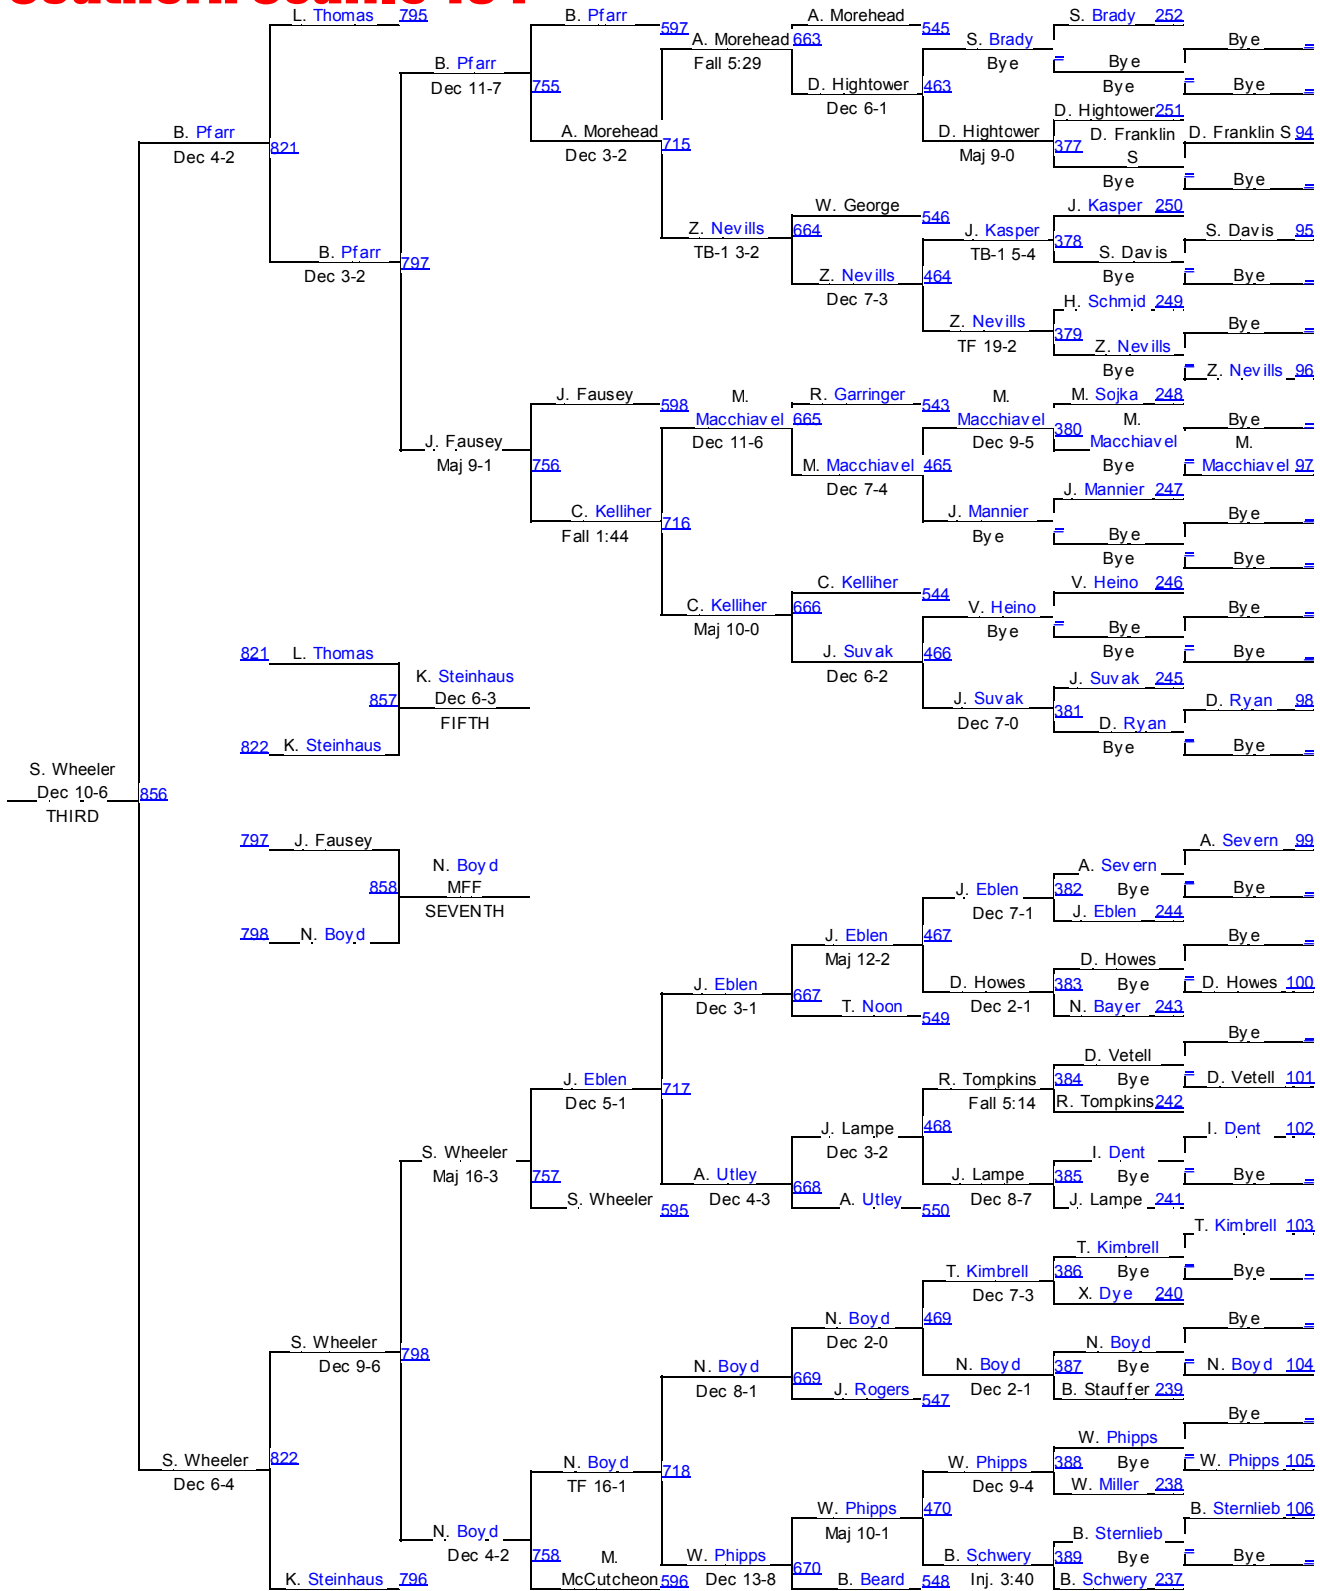 L. Thomas 795
B. Pfarr
597
A. Morehead
545
S. Brady 252
Bye
A. Morehead 663
S. Brady
Fall 5:29
Bye
Bye
B. Pfarr
Dec 11-7
755
D. Hightower 463
Bye
Bye
Dec 6-1
D. Hightower 251
B. Pfarr
Dec 4-2
821
A. Morehead
Dec 3-2
715
D. Hightower
Maj 9-0
377
D. Franklin
S
D. Franklin S 94
Bye
Bye
W. George
546
J. Kasper 250
Z. Nevills
TB-1 3-2
664
J. Kasper
TB-1 5-4
378
S. Davis 95
B. Pfarr
Dec 3-2
797
S. Davis
Bye
Bye
Z. Nevills 464
Dec 7-3
H. Schmid 249
Z. Nevills
TF 19-2
379
Bye
Z. Nevills
Bye
Z. Nevills 96
J. Fausey
598
M.
Macchiavel 665
Dec 11-6
R. Garringer
543
M.
Macchiavel
Dec 9-5
380
M. Sojka 248
M.
Macchiavel
Bye
Bye
M.
Macchiavel 97
J. Fausey
Maj 9-1
756
M. Macchiavel 465
Dec 7-4
J. Mannier 247
C. Kelliher
Fall 1:44
716
J. Mannier
Bye
Bye
Bye
Bye
Bye
C. Kelliher
544
V. Heino 246
C. Kelliher
Maj 10-0
666
V. Heino
Bye
Bye
Bye
Bye
Bye
821 L. Thomas
J. Suvak 466
Dec 6-2
K. Steinhaus
857 Dec 6-3
FIFTH
J. Suvak 245
J. Suvak
Dec 7-0
381
D. Ryan 98
D. Ryan
Bye
Bye
822 K. Steinhaus
S. Wheeler
Dec 10-6
THIRD
856
797 J. Fausey
A. Severn 99
N. Boyd
858 MFF
SEVENTH
A. Severn
J. Eblen
Dec 7-1
382 Bye
Bye
J. Eblen 244
798 N. Boyd
J. Eblen 467
Maj 12-2
Bye
D. Howes
J. Eblen
Dec 3-1
667
D. Howes
Dec 2-1
383 Bye
D. Howes 100
T. Noon
549
N. Bayer 243
Bye
D. Vetell
J. Eblen
Dec 5-1
717
R. Tompkins
Fall 5:14
384 Bye
D. Vetell 101
R. Tompkins 242
J. Lampe 468
Dec 3-2
I. Dent 102
S. Wheeler
Maj 16-3
757
I. Dent
A. Utley
Dec 4-3
668
J. Lampe
Dec 8-7
385 Bye
Bye
S. Wheeler
595
A. Utley
550
J. Lampe 241
T. Kimbrell 103
T. Kimbrell
T. Kimbrell
Dec 7-3
386 Bye
Bye
X. Dye 240
N. Boyd 469
Dec 2-0
Bye
S. Wheeler
Dec 9-6
798
N. Boyd
N. Boyd
Dec 8-1
669
N. Boyd
Dec 2-1
387 Bye
N. Boyd 104
J. Rogers
547
B. Stauffer 239
Bye
W. Phipps
S. Wheeler
Dec 6-4
822
N. Boyd
TF 16-1
718
W. Phipps
Dec 9-4
388 Bye
W. Phipps 105
W. Miller 238
W. Phipps 470
Maj 10-1
B. Sternlieb 106
N. Boyd
Dec 4-2
758
B. Sternlieb
M.
McCutcheon 596
W. Phipps
Dec 13-8
670
B. Schwery
Inj. 3:40
389 Bye
Bye
K. Steinhaus 796
B. Beard 548
B. Schwery 237